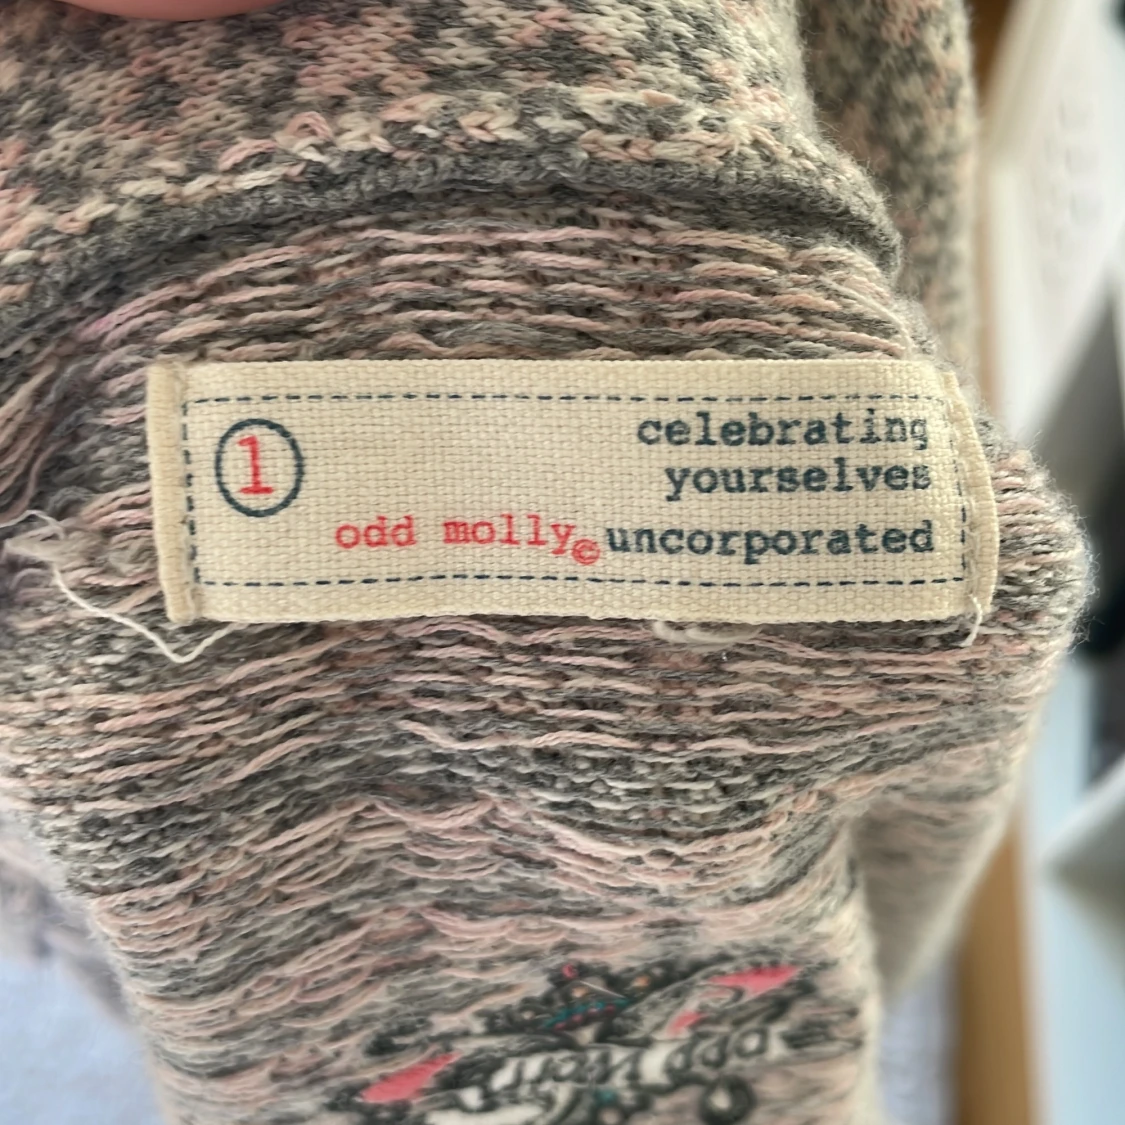 1
celebrating
yourselves
odd molly© uncorporated